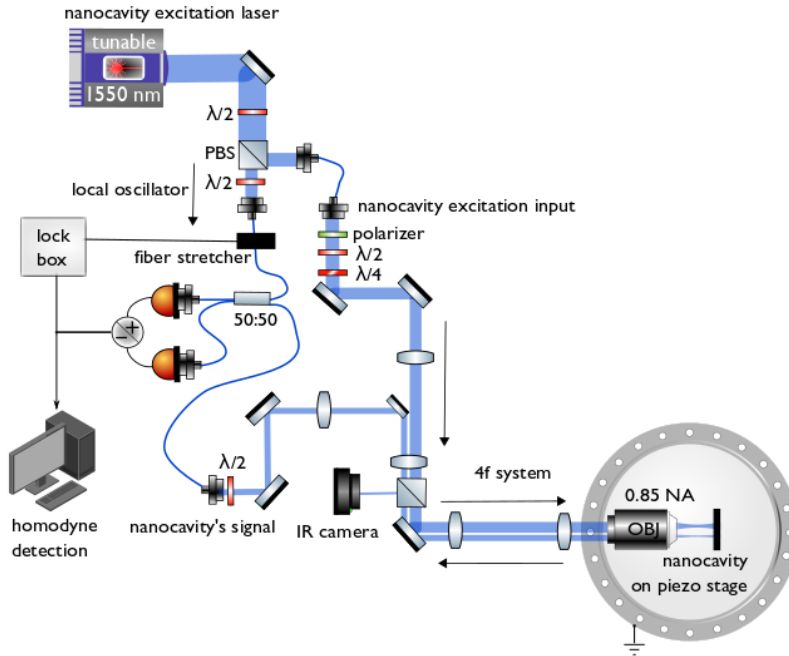 nanocavity excitation laser
tunable
1550 nm
λ/2
PBS
λ/2
local oscillator
nanocavity excitation input
polarizer
λ/2
λ/4
lock
box
fiber stretcher
50:50
− +
λ/2
4f system
0.85 NA
OBJ
IR camera
nanocavity's signal
homodyne
detection
nanocavity
on piezo stage